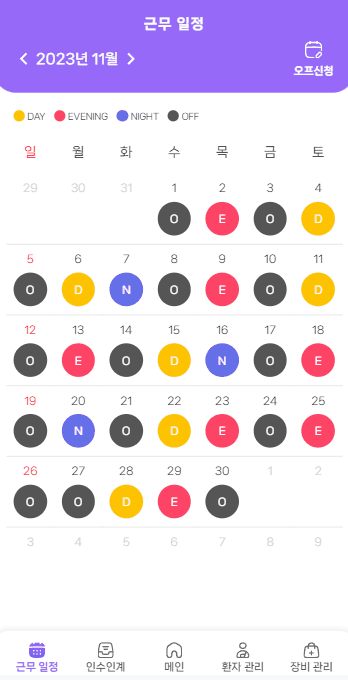 근무 일정
2023년 11월
오프신청
DAY EVENING NIGHT OFF
일 월 화 수 목 금 토
29 30 31 1 2 3 4
O E O D
5 6 7 8 9 10 11
O D N O E O D
12 13 14 15 16 17 18
O E O D N O E
19 20 21 22 23 24 25
O N O D E O E
26 27 28 29 30 1 2
O O D E O
3 4 5 6 7 8 9
근무 일정 인수인계 메인 환자 관리 장비 관리